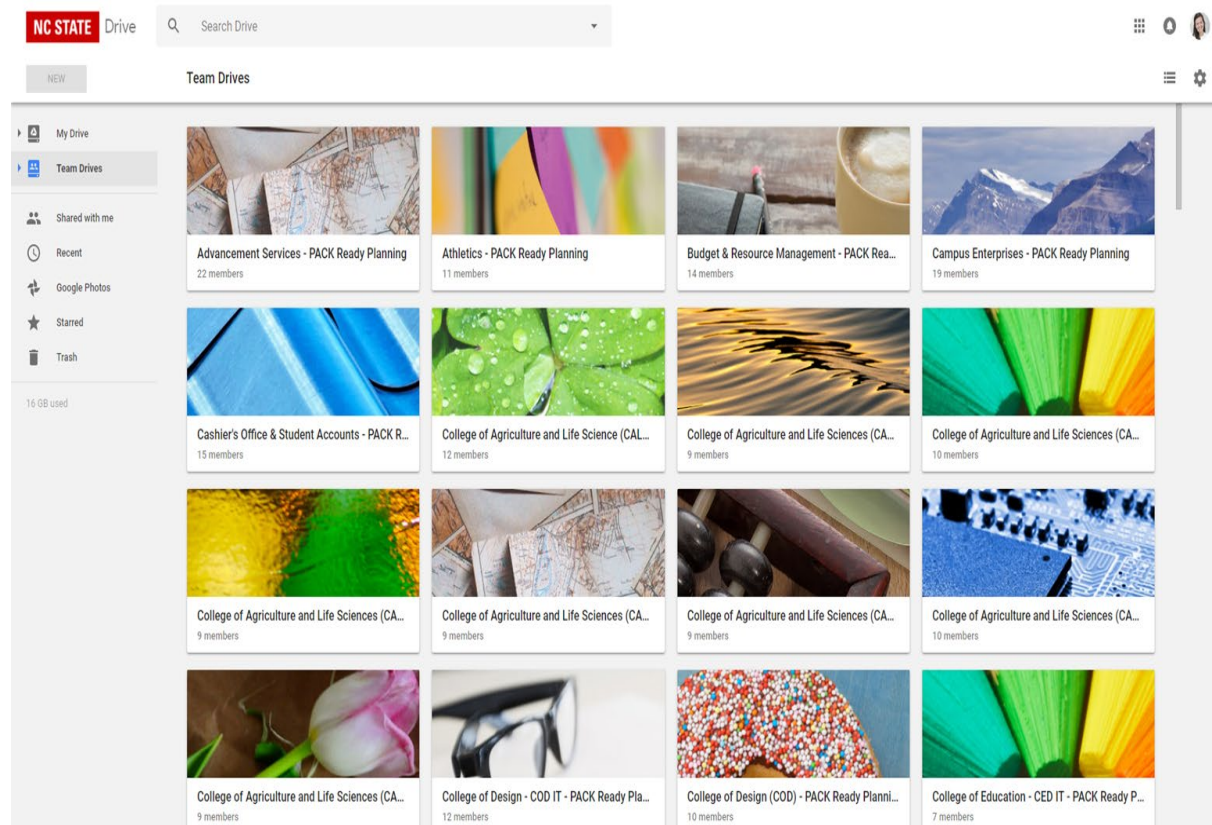 NC STATE Drive
Search Drive
NEW
Team Drives
My Drive
Team Drives
Shared with me
Recent
Google Photos
Starred
Trash
16 GB used
Advancement Services - PACK Ready Planning
22 members
Athletics - PACK Ready Planning
11 members
Budget & Resource Management - PACK Rea...
14 members
Campus Enterprises - PACK Ready Planning
19 members
Cashier's Office & Student Accounts - PACK R...
15 members
College of Agriculture and Life Science (CAL...
12 members
College of Agriculture and Life Sciences (CA...
9 members
College of Agriculture and Life Sciences (CA...
10 members
College of Agriculture and Life Sciences (CA...
9 members
College of Agriculture and Life Sciences (CA...
9 members
College of Agriculture and Life Sciences (CA...
9 members
College of Agriculture and Life Sciences (CA...
10 members
College of Agriculture and Life Sciences (CA...
9 members
College of Design - COD IT - PACK Ready Pla...
12 members
College of Design (COD) - PACK Ready Planni...
10 members
College of Education - CED IT - PACK Ready P...
7 members